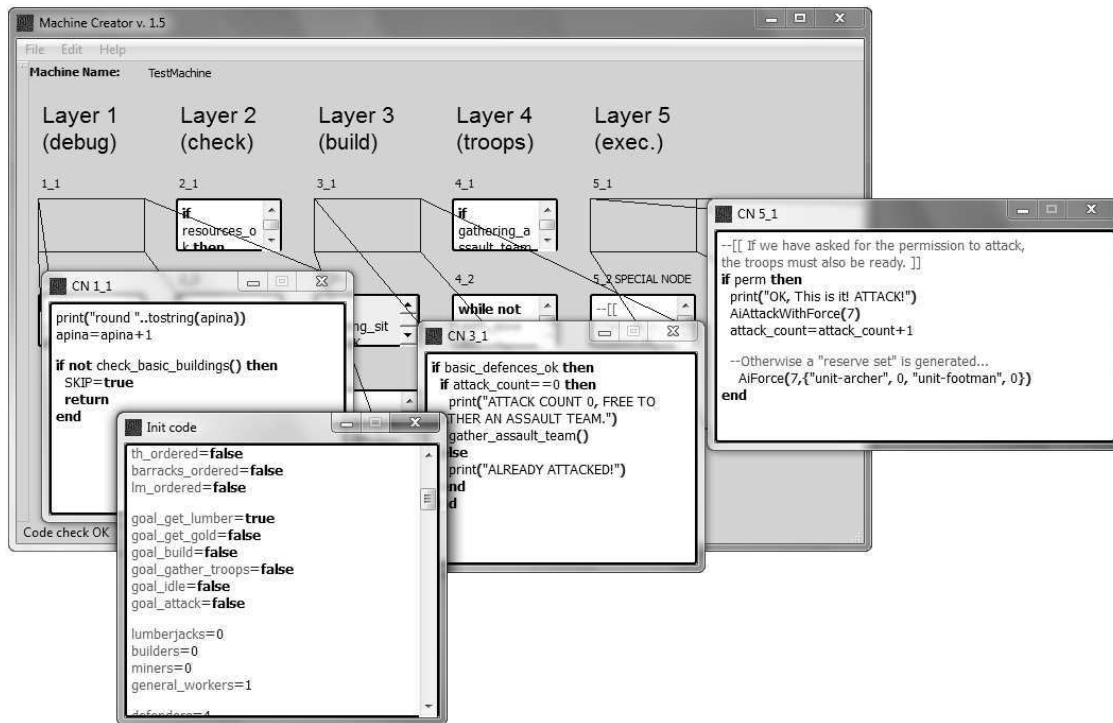 Machine Creator v. 1.5
File Edit Help
Machine Name: TestMachine
Layer 1
(debug)
Layer 2
(check)
Layer 3
(build)
Layer 4
(troops)
Layer 5
(exec.)
1_1
2_1
3_1
4_1
5_1
if
resources_o
k then
if
gathering_a
ssault_team
4_2
5_2 SPECIAL NODE
while not
--[[
ng_sit
Code check OK
CN 1_1
print("round "..tostring(apina))
apina=apina+1
if not check_basic_buildings() then
SKIP=true
return
end
Init code
th_ordered=false
barracks_ordered=false
lm_ordered=false
goal_get_lumber=true
goal_get_gold=false
goal_build=false
goal_gather_troops=false
goal_idle=false
goal_attack=false
lumberjacks=0
builders=0
miners=0
general_workers=1
defenders=4
CN 3_1
if basic_defences_ok then
if attack_count==0 then
print("ATTACK COUNT 0, FREE TO
THER AN ASSAULT TEAM.")
gather_assault_team()
lse
print("ALREADY ATTACKED!")
nd
d
CN 5_1
--[[ If we have asked for the permission to attack,
the troops must also be ready. ]]
if perm then
print("OK, This is it! ATTACK!")
AiAttackWithForce(7)
attack_count=attack_count+1
--Otherwise a "reserve set" is generated...
AiForce(7,{"unit-archer", 0, "unit-footman", 0})
end